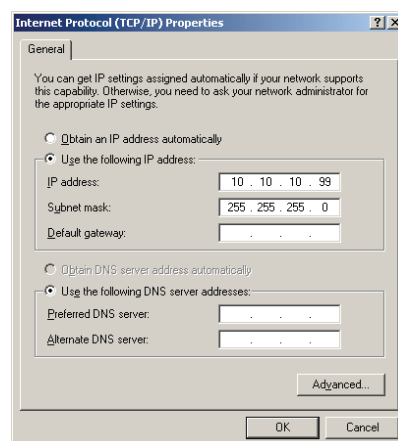 Internet Protocol (TCP/IP) Properties
General
You can get IP settings assigned automatically if your network supports
this capability. Otherwise, you need to ask your network administrator for
the appropriate IP settings.
Obtain an IP address automatically
Use the following IP address:
IP address: 10 . 10 . 10 . 99
Subnet mask: 255 . 255 . 255 . 0
Default gateway: . . .
Obtain DNS server address automatically
Use the following DNS server addresses:
Preferred DNS server: . . .
Alternate DNS server: . . .
Advanced...
OK Cancel